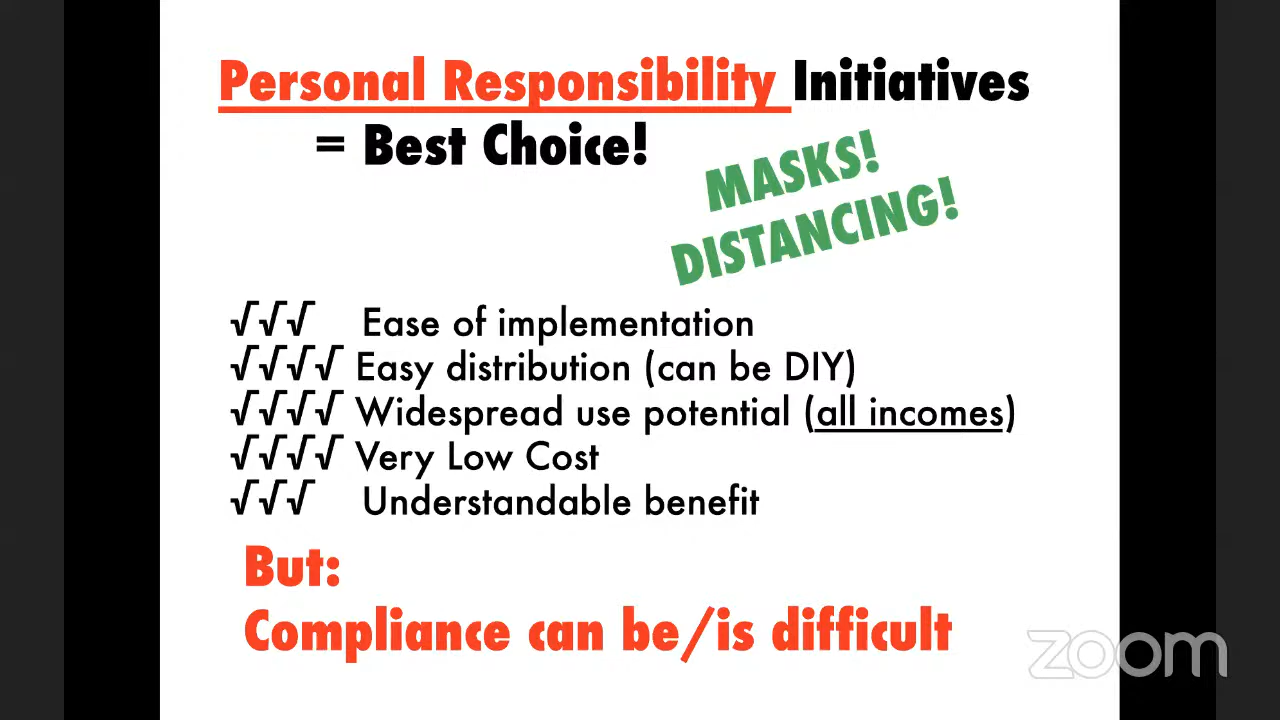 Personal Responsibility Initiatives
= Best Choice!
MASKS!
DISTANCING!
√√√ Ease of implementation
√√√√ Easy distribution (can be DIY)
√√√√ Widespread use potential (all incomes)
√√√√ Very Low Cost
√√√ Understandable benefit
But:
Compliance can be/is difficult
zoom